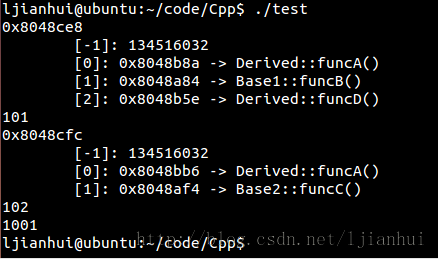 ljianhui@ubuntu:~/code/Cpp$ ./test
0x8048ce8
[-1]: 134516032
[0]: 0x8048b8a -> Derived::funcA()
[1]: 0x8048a84 -> Base1::funcB()
[2]: 0x8048b5e -> Derived::funcD()
101
0x8048cfc
[-1]: 134516032
[0]: 0x8048bb6 -> Derived::funcA()
[1]: 0x8048af4 -> Base2::funcC()
102
1001
http://blog.csdn.net/ljianhui
ljianhui@ubuntu:~/code/Cpp$